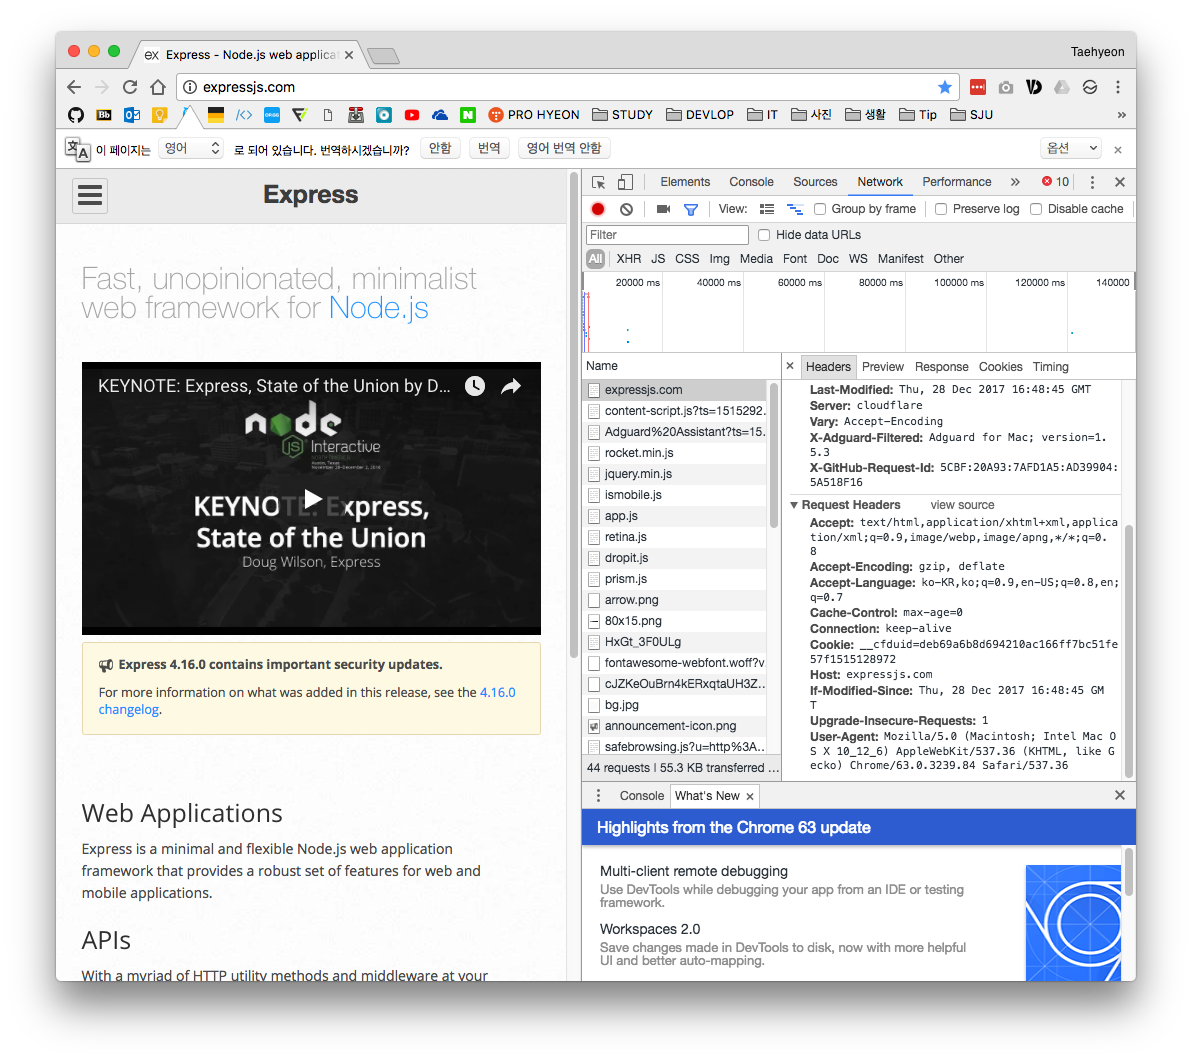 ex Express - Node.js web applicat
Taehyeon
expressjs.com
Bb
PRO HYEON
STUDY
DEVLOP
IT
사진
생활
Tip
SJU
»
이 페이지는 영어 로 되어 있습니다. 번역하시겠습니까? 안함 번역 영어 번역 안함 옵션
Express
Fast, unopinionated, minimalist
web framework for Node.js
KEYNOTE: Express, State of the Union by D...
node
JS Interactive
KEYNOTE: Express,
State of the Union
Doug Wilson, Express
Express 4.16.0 contains important security updates.
For more information on what was added in this release, see the 4.16.0
changelog.
Web Applications
Express is a minimal and flexible Node.js web application
framework that provides a robust set of features for web and
mobile applications.
APIs
With a myriad of HTTP utility methods and middleware at your
Elements Console Sources Network Performance » 10
View: Group by frame Preserve log Disable cache
Filter Hide data URLs
All XHR JS CSS Img Media Font Doc WS Manifest Other
20000 ms 40000 ms 60000 ms 80000 ms 100000 ms 120000 ms 140000
Name
expressjs.com
content-script.js?ts=1515292...
Adguard%20Assistant?ts=15...
rocket.min.js
jquery.min.js
ismobile.js
app.js
retina.js
dropit.js
prism.js
arrow.png
80x15.png
HxGt_3F0ULg
fontawesome-webfont.woff?v...
cJZKeOuBrn4kERxqtaUH3Z...
bg.jpg
announcement-icon.png
safebrowsing.js?u=http%3A...
44 requests | 55.3 KB transferred ...
Headers Preview Response Cookies Timing
Last-Modified: Thu, 28 Dec 2017 16:48:45 GMT
Server: cloudflare
Vary: Accept-Encoding
X-Adguard-Filtered: Adguard for Mac; version=1.
5.3
X-GitHub-Request-Id: 5CBF:20A93:7AFD1A5:AD39904:
5A518F16
Request Headers view source
Accept: text/html,application/xhtml+xml,applica
tion/xml;q=0.9,image/webp,image/apng,*/*;q=0.
8
Accept-Encoding: gzip, deflate
Accept-Language: ko-KR,ko;q=0.9,en-US;q=0.8,en;
q=0.7
Cache-Control: max-age=0
Connection: keep-alive
Cookie: __cfduid=deb69a6b8d694210ac166ff7bc51fe
57f1515128972
Host: expressjs.com
If-Modified-Since: Thu, 28 Dec 2017 16:48:45 GM
T
Upgrade-Insecure-Requests: 1
User-Agent: Mozilla/5.0 (Macintosh; Intel Mac O
S X 10_12_6) AppleWebKit/537.36 (KHTML, like G
ecko) Chrome/63.0.3239.84 Safari/537.36
Console What's New
Highlights from the Chrome 63 update
Multi-client remote debugging
Use DevTools while debugging your app from an IDE or testing
framework.
Workspaces 2.0
Save changes made in DevTools to disk, now with more helpful
UI and better auto-mapping.